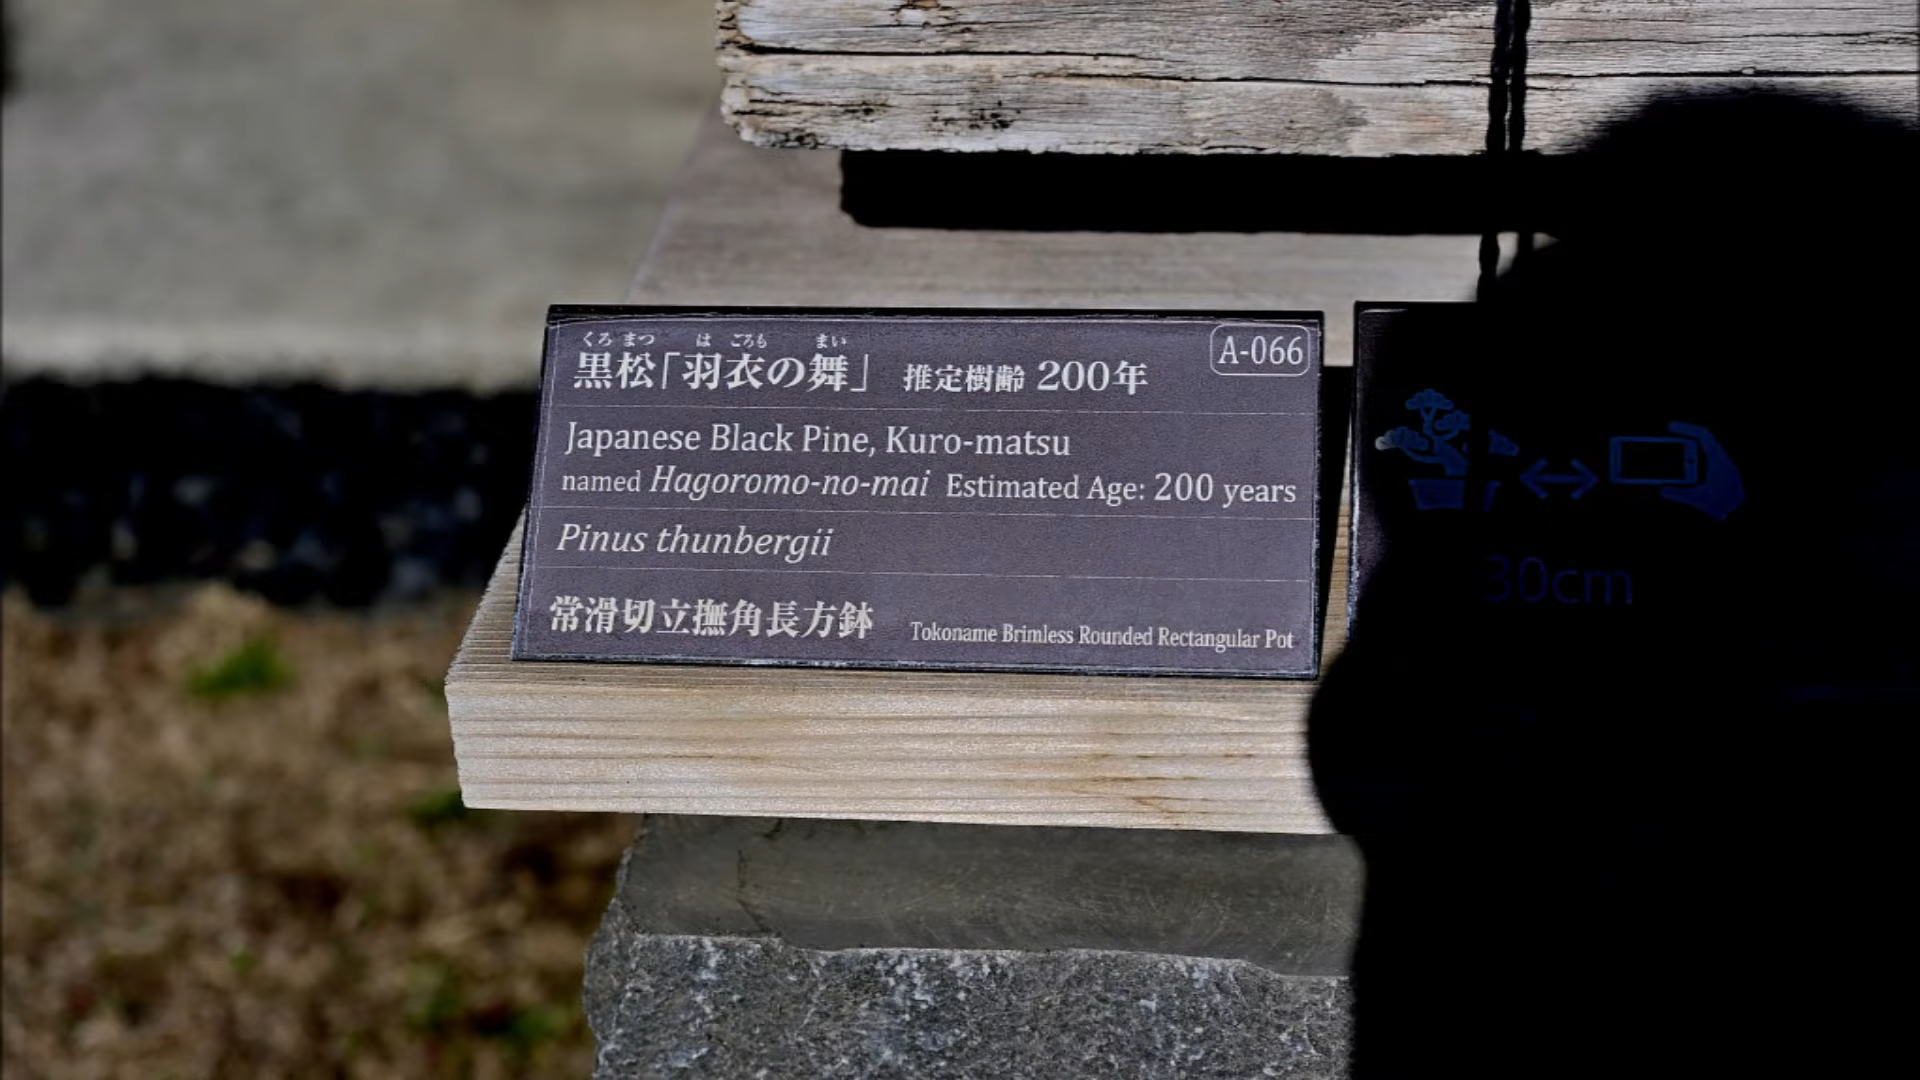 くろ まつ は ごろも まい
黒松「羽衣の舞」 推定樹齢 200年
A-066
Japanese Black Pine, Kuro-matsu
named Hagoromo-no-mai Estimated Age: 200 years
Pinus thunbergii
常滑切立撫角長方鉢 Tokoname Brimless Rounded Rectangular Pot
30cm